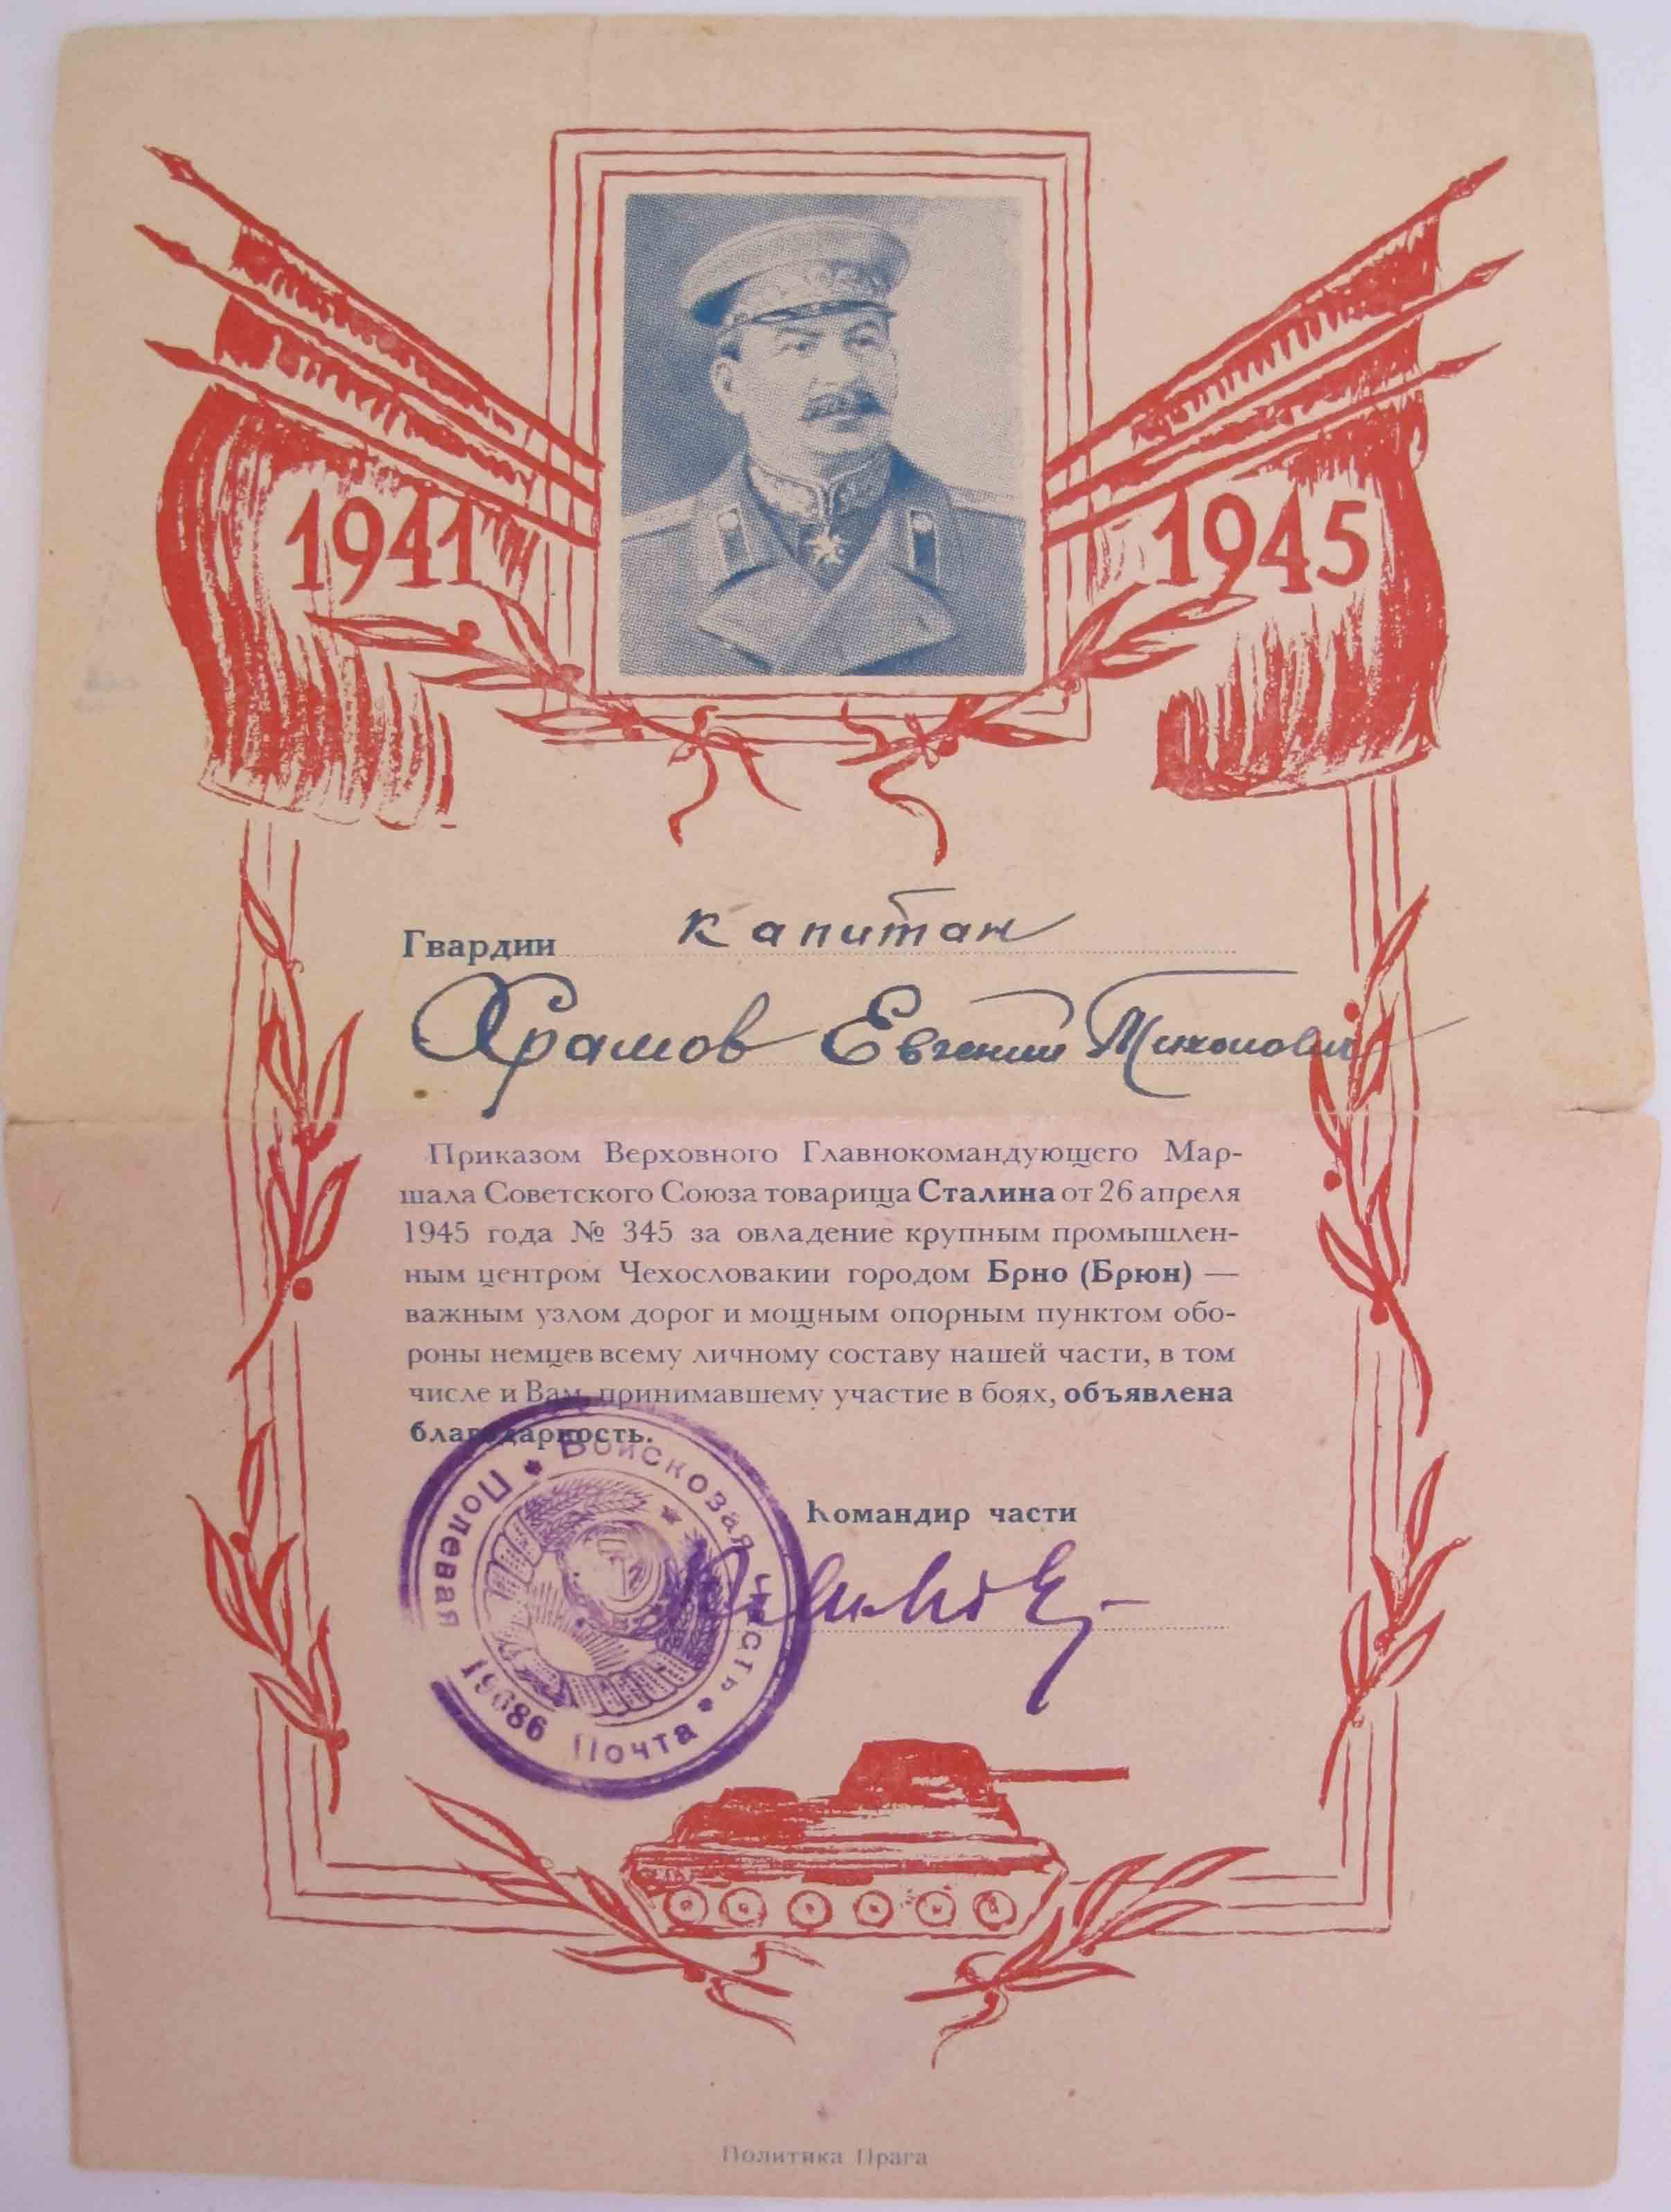 1941
1945
Гвардии капитан
Храмов Евгений Тихонович
Приказом Верховного Главнокомандующего Мар-
шала Советского Союза товарища Сталина от 26 апреля
1945 года № 345 за овладение крупным промышлен-
ным центром Чехословакии городом Брно (Брюн) —
важным узлом дорог и мощным опорным пунктом обо-
роны немцев всему личному составу нашей части, в том
числе и Вам, принимавшему участие в боях, объявлена
благодарность.
Войсковая часть
Полевая Почта
Командир части
Политика Прага